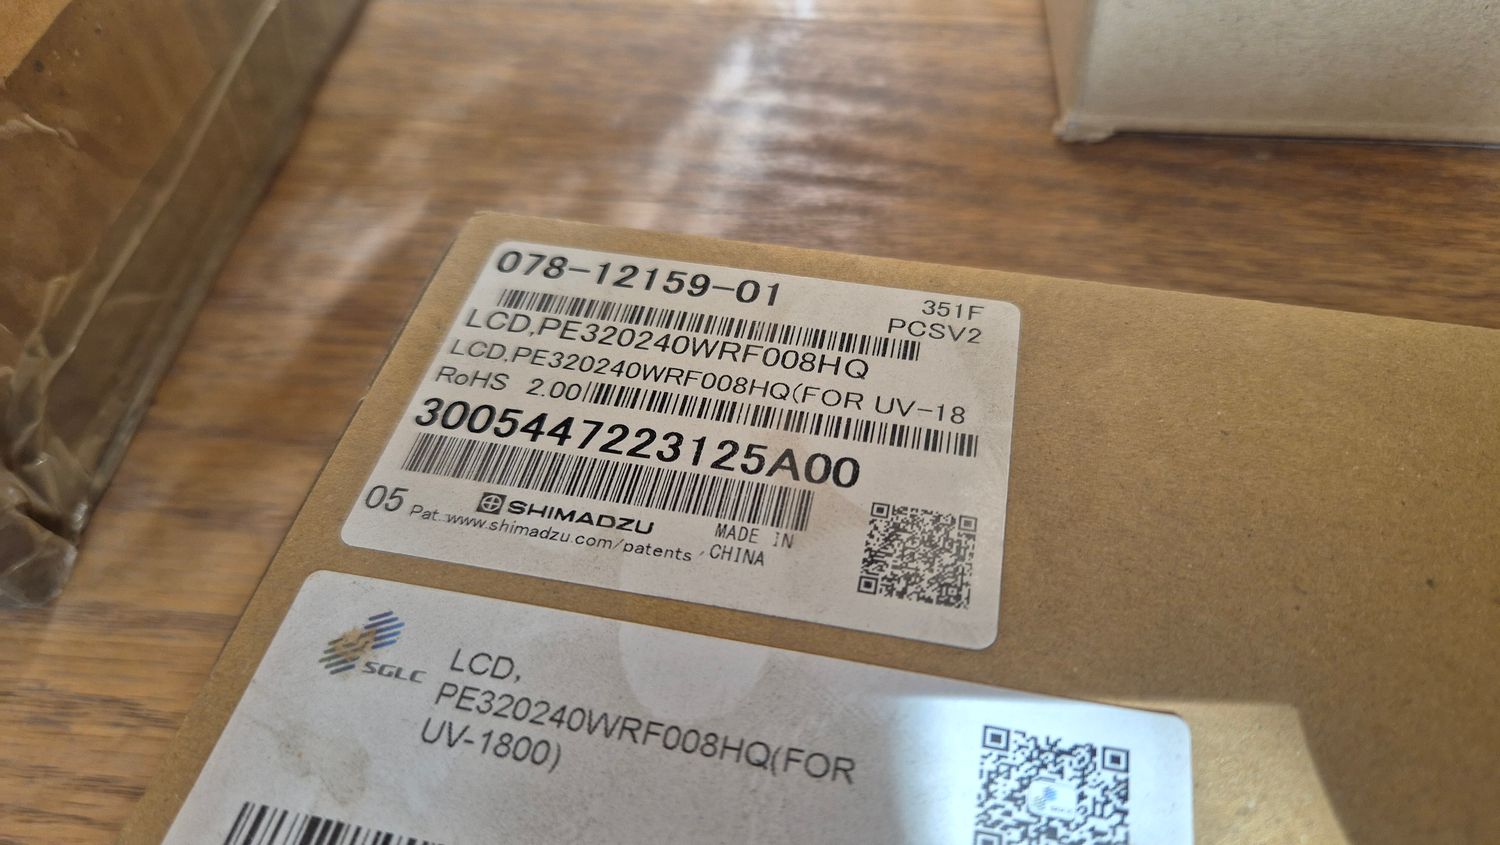 078-12159-01
351F
PCSV2
LCD,PE320240WRF008HQ
LCD,PE320240WRF008HQ(FOR UV-18
RoHS 2.00
3005447223125A00
05
SHIMADZU
Pat. www.shimadzu.com/patents/
MADE IN
CHINA
SGLC
LCD,
PE320240WRF008HQ(FOR
UV-1800)